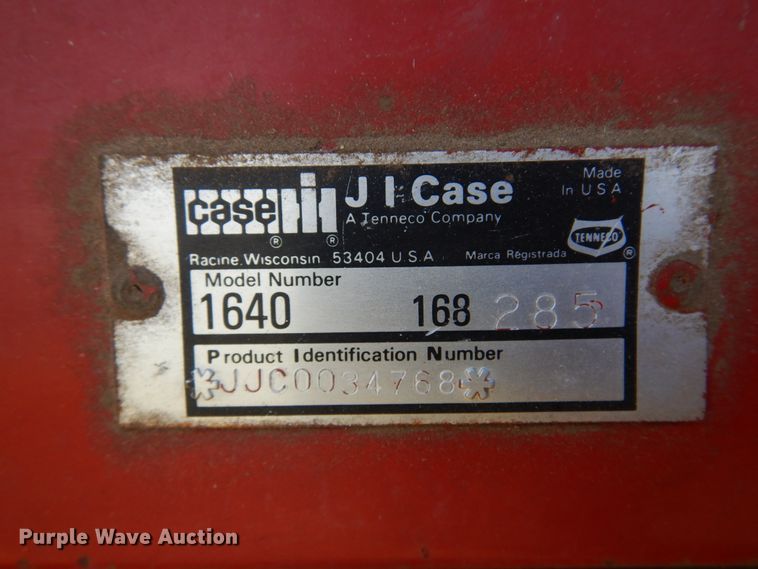 case IH ® ®
J I Case
A Tenneco Company
Made
In U S A
TENNECO ®
Racine, Wisconsin 53404 U.S.A Marca Registrada
Model Number
1640 168 285
Product Identification Number
*JJC0034768*
Purple Wave Auction